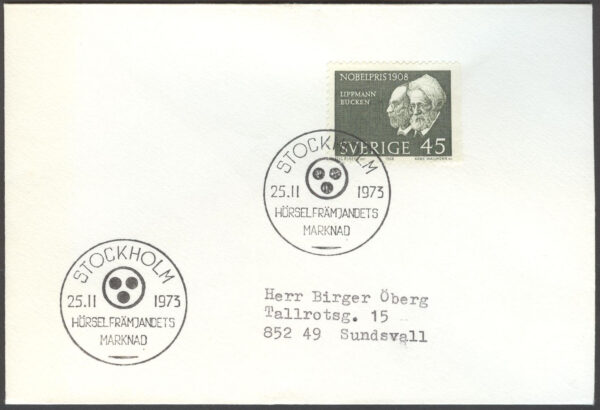 NOBELPRIS 1908
LIPPMANN
EUCKEN
SVERIGE 45
STOCKHOLM
25.11 1973
HÖRSELFRÄMJANDETS
MARKNAD
STOCKHOLM
25.11 1973
HÖRSELFRÄMJANDETS
MARKNAD
Herr Birger Öberg
Tallrotsg. 15
852 49 Sundsvall